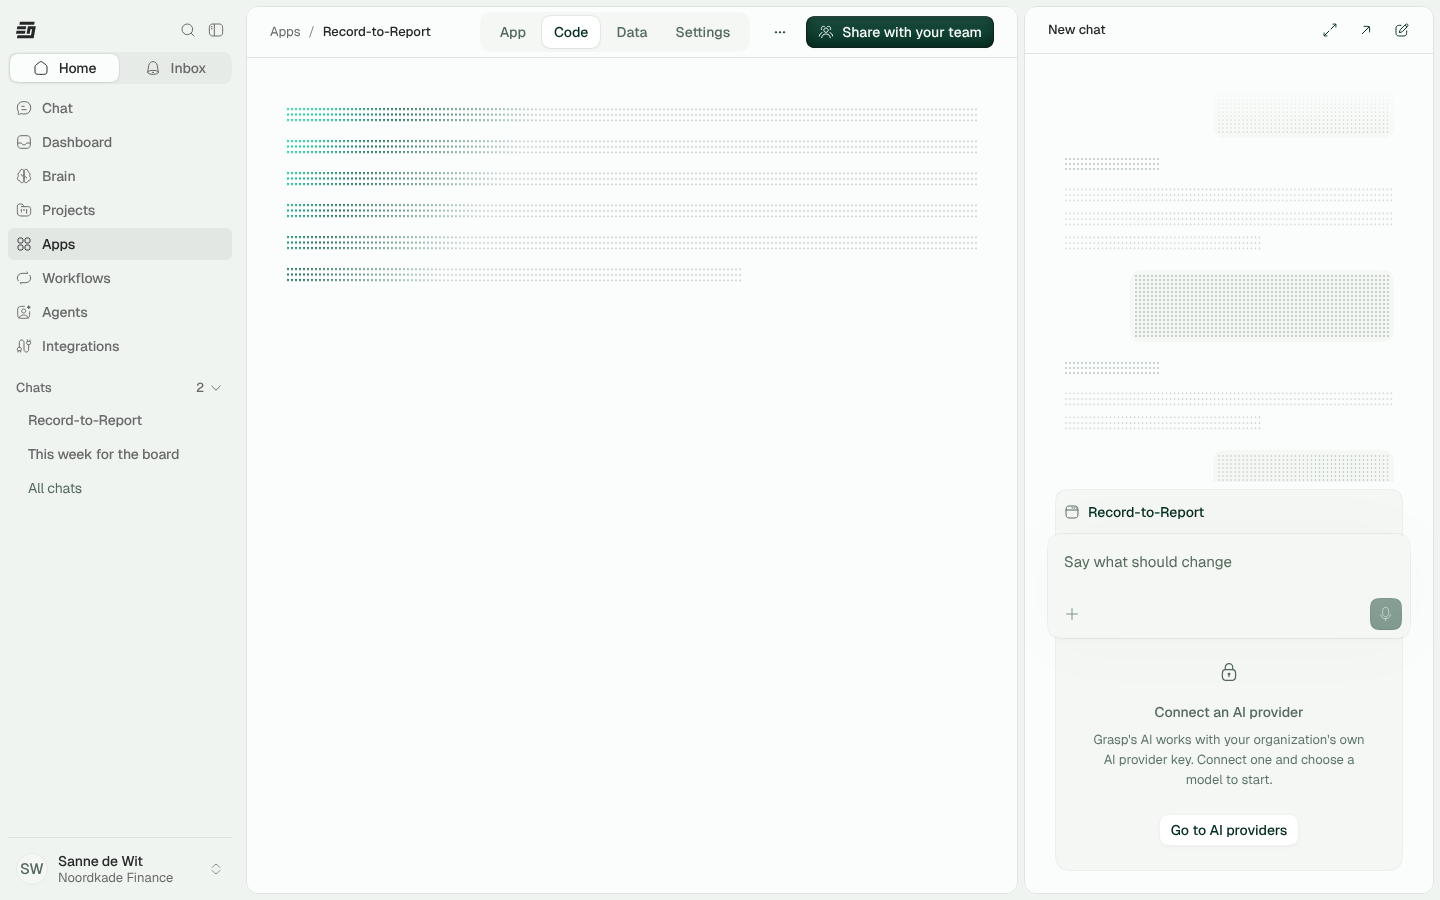 Home
Inbox
Chat
Dashboard
Brain
Projects
Apps
Workflows
Agents
Integrations
Chats 2
Record-to-Report
This week for the board
All chats
SW
Sanne de Wit
Noordkade Finance
Apps / Record-to-Report
App
Code
Data
Settings
Share with your team
New chat
Record-to-Report
Say what should change
Connect an AI provider
Grasp's AI works with your organization's own
AI provider key. Connect one and choose a
model to start.
Go to AI providers